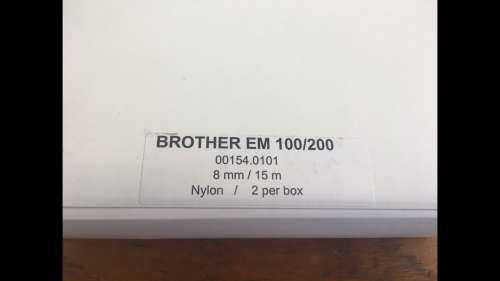 BROTHER EM 100/200
00154.0101
8 mm / 15 m
Nylon / 2 per box